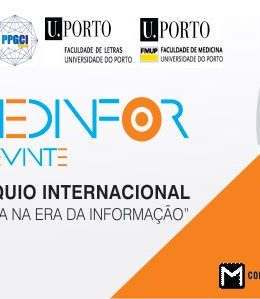 PPGCI
U. PORTO
FACULDADE DE LETRAS
UNIVERSIDADE DO PORTO
U. PORTO
FMUP FACULDADE DE MEDICINA
UNIVERSIDADE DO PORTO
EDINFOR
VINTE
QUIO INTERNACIONAL
A NA ERA DA INFORMAÇÃO"
M